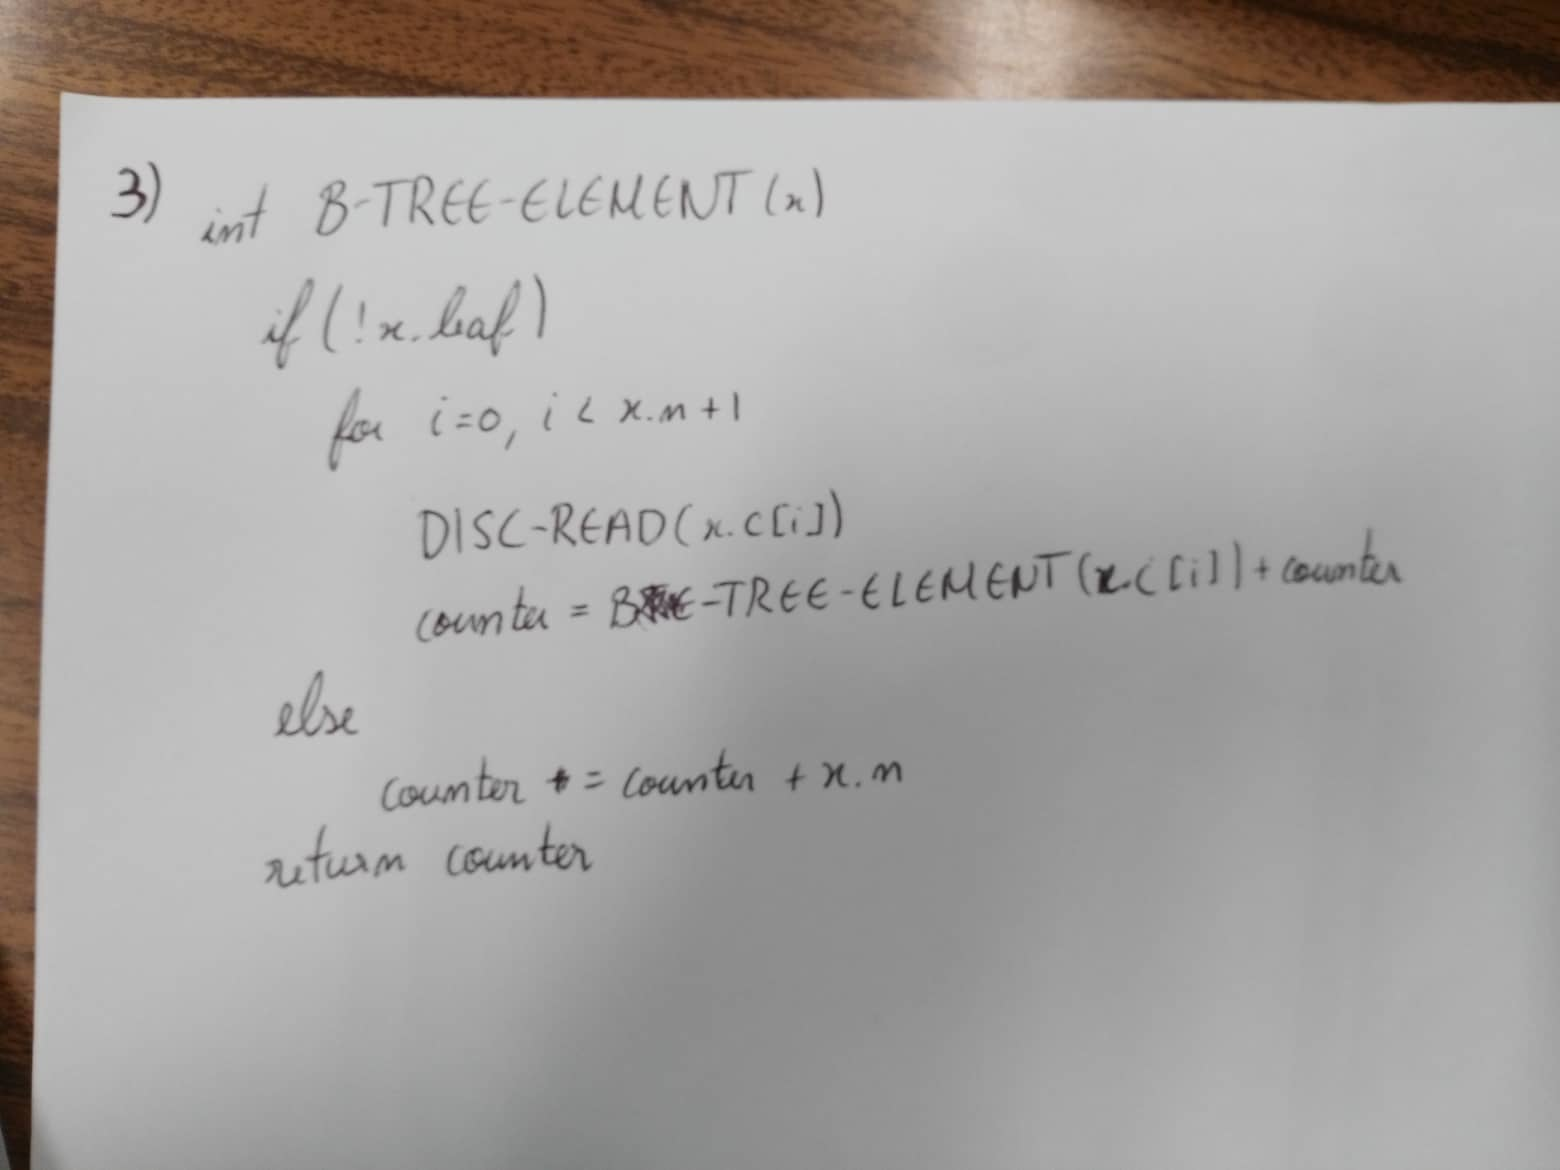 3) int B-TREE-ELEMENT (x)
if (!x.leaf)
for i=0, i < x.n+1
DISC-READ(x.c[i])
counter = B-TREE-ELEMENT(x.c[i]) + counter
else
counter = counter + x.n
return counter